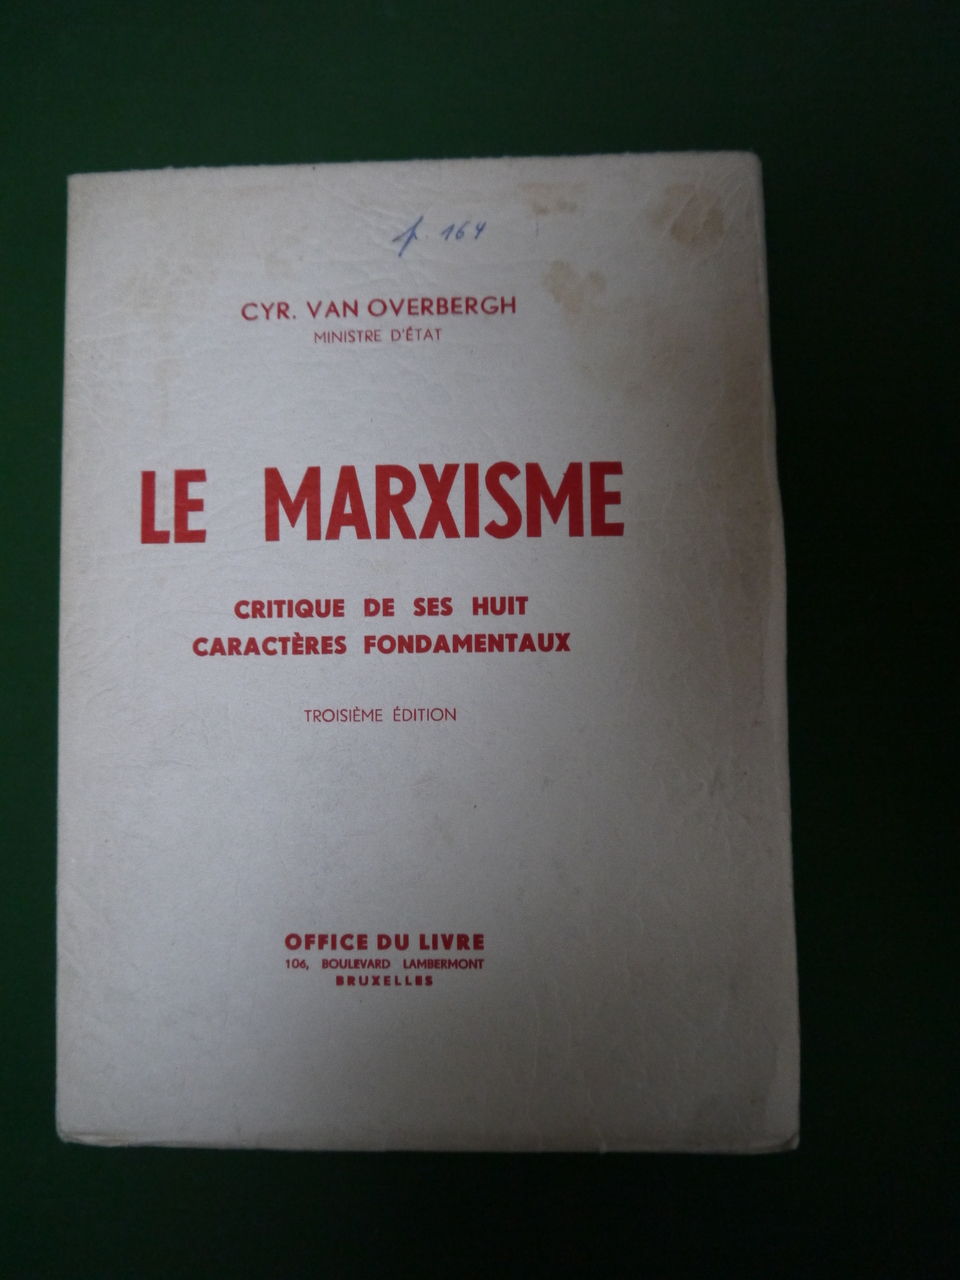 p. 164
CYR. VAN OVERBERGH
MINISTRE D'ÉTAT
LE MARXISME
CRITIQUE DE SES HUIT
CARACTÈRES FONDAMENTAUX
TROISIÈME ÉDITION
OFFICE DU LIVRE
106, BOULEVARD LAMBERMONT
BRUXELLES